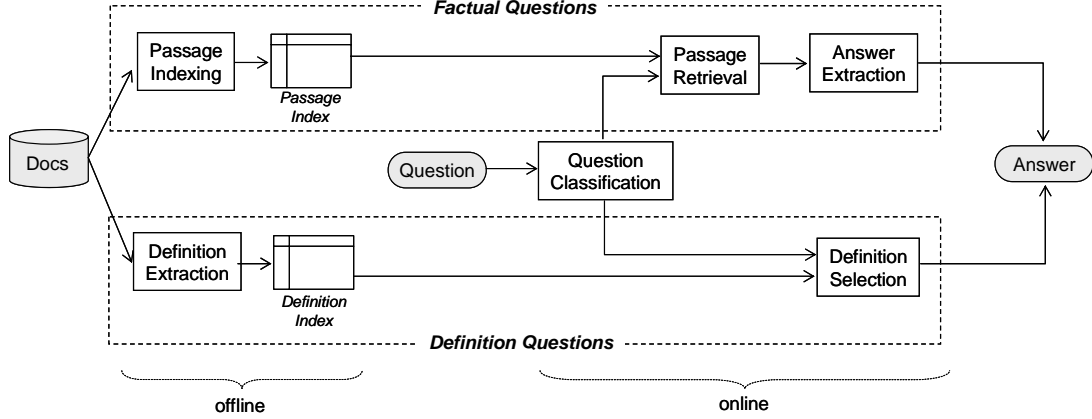 Factual Questions
Passage
Indexing
Passage
Index
Passage
Retrieval
Answer
Extraction
Docs
Question
Question
Classification
Answer
Definition
Extraction
Definition
Index
Definition
Selection
Definition Questions
offline
online